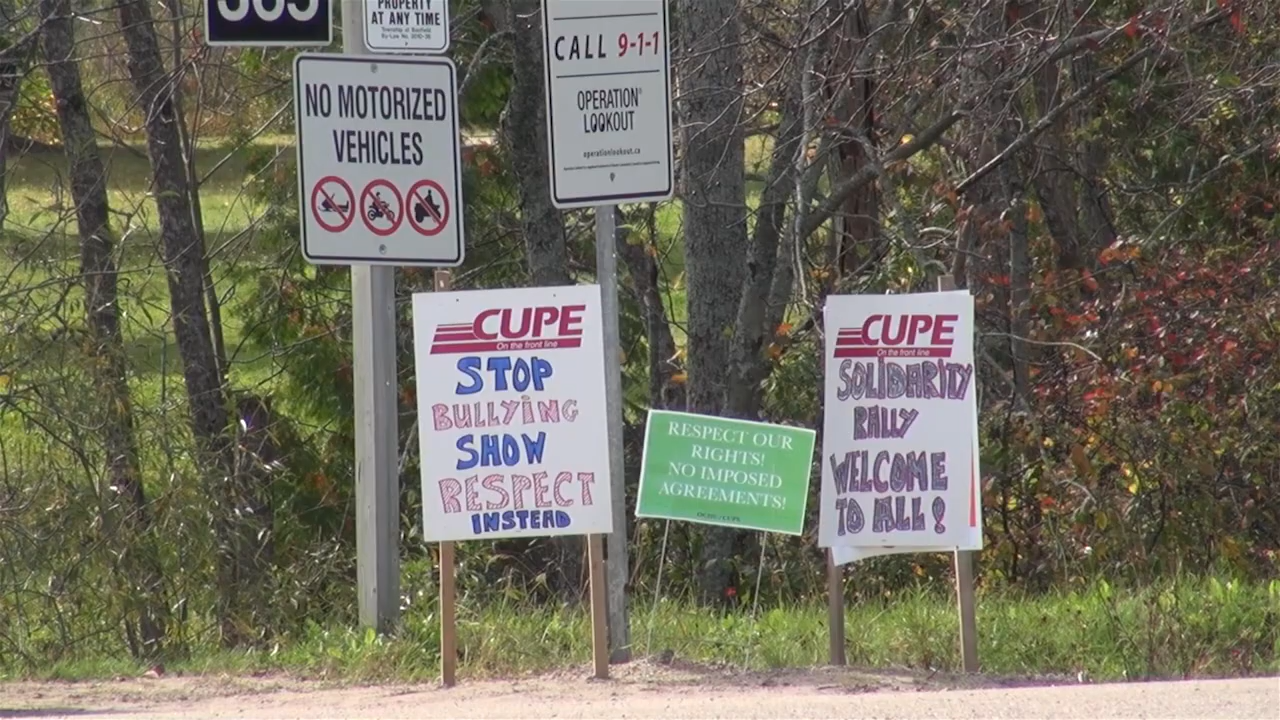 PROPERTY
AT ANY TIME
NO MOTORIZED
VEHICLES
CALL 9-1-1
OPERATION
LOOKOUT
operationlookout.ca
CUPE
On the front line
STOP
BULLYING
SHOW
RESPECT
INSTEAD
RESPECT OUR
RIGHTS!
NO IMPOSED
AGREEMENTS!
CUPE
On the front line
SOLIDARITY
RALLY
WELCOME
TO ALL!